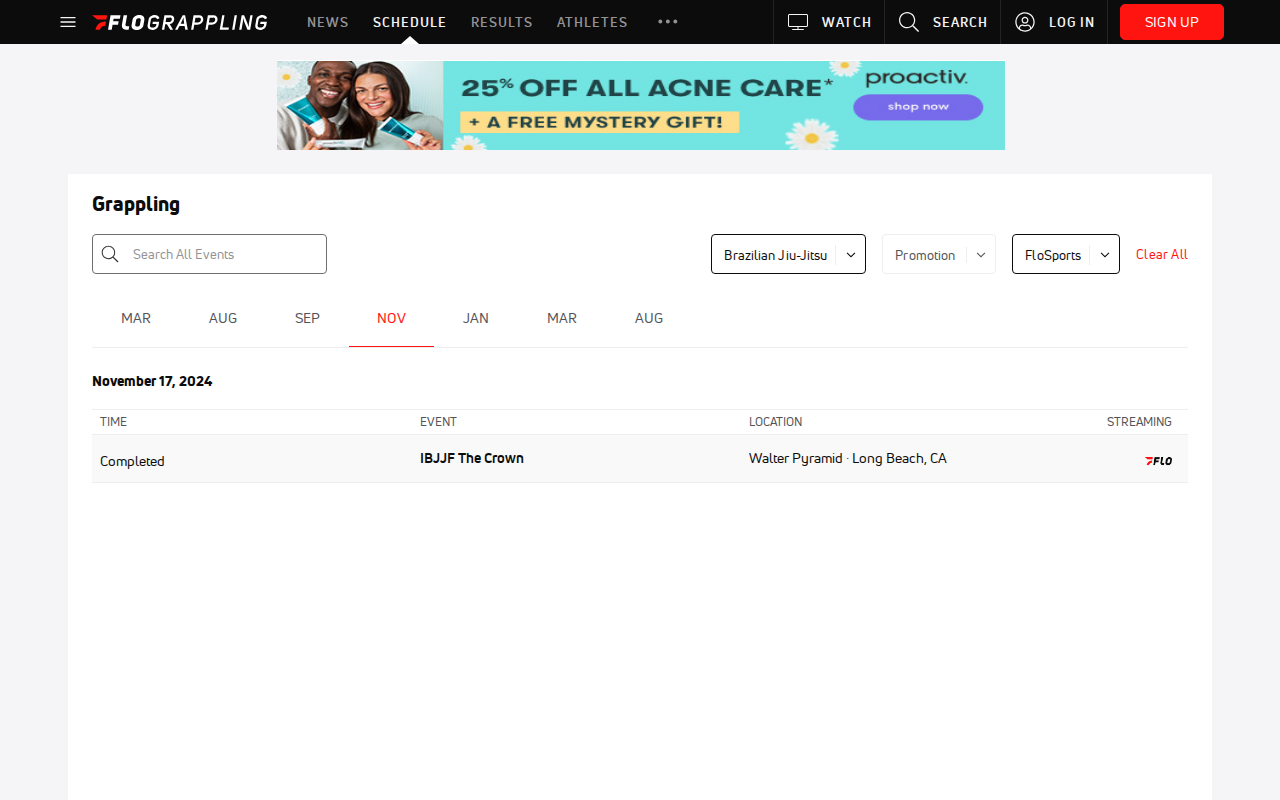 FLOGRAPPLING NEWS SCHEDULE RESULTS ATHLETES WATCH SEARCH LOG IN SIGN UP
25% OFF ALL ACNE CARE*
+ A FREE MYSTERY GIFT!
proactiv.
shop now
Grappling
Search All Events Brazilian Jiu-Jitsu Promotion FloSports Clear All
MAR AUG SEP NOV JAN MAR AUG
November 17, 2024
TIME EVENT LOCATION STREAMING
Completed IBJJF The Crown Walter Pyramid · Long Beach, CA FLO